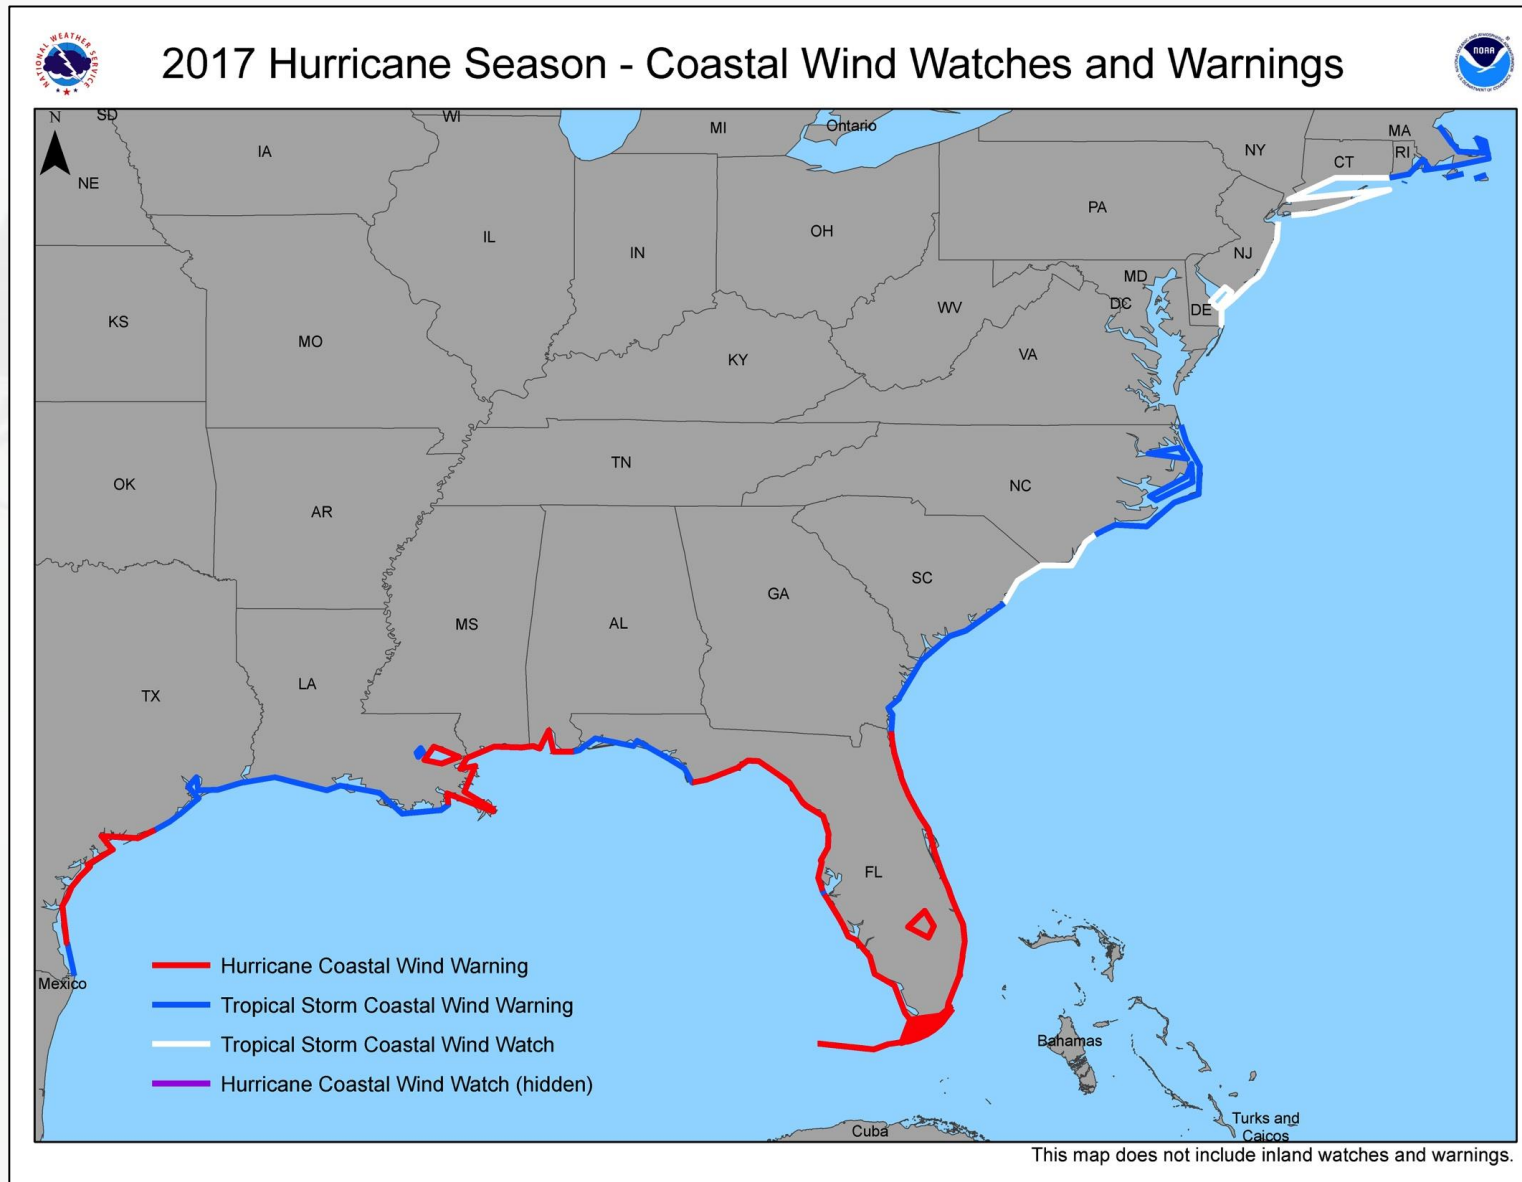 2017 Hurricane Season - Coastal Wind Watches and Warnings
NATIONAL WEATHER SERVICE
NOAA
N
SD
WI
MI
Ontario
MA
IA
NY
CT
RI
NE
PA
IL
OH
IN
NJ
MD
WV
DC
DE
KS
MO
VA
KY
TN
OK
NC
AR
SC
GA
MS
AL
LA
TX
FL
Mexico
Hurricane Coastal Wind Warning
Tropical Storm Coastal Wind Warning
Tropical Storm Coastal Wind Watch
Hurricane Coastal Wind Watch (hidden)
Bahamas
Turks and
Caicos
Cuba
This map does not include inland watches and warnings.